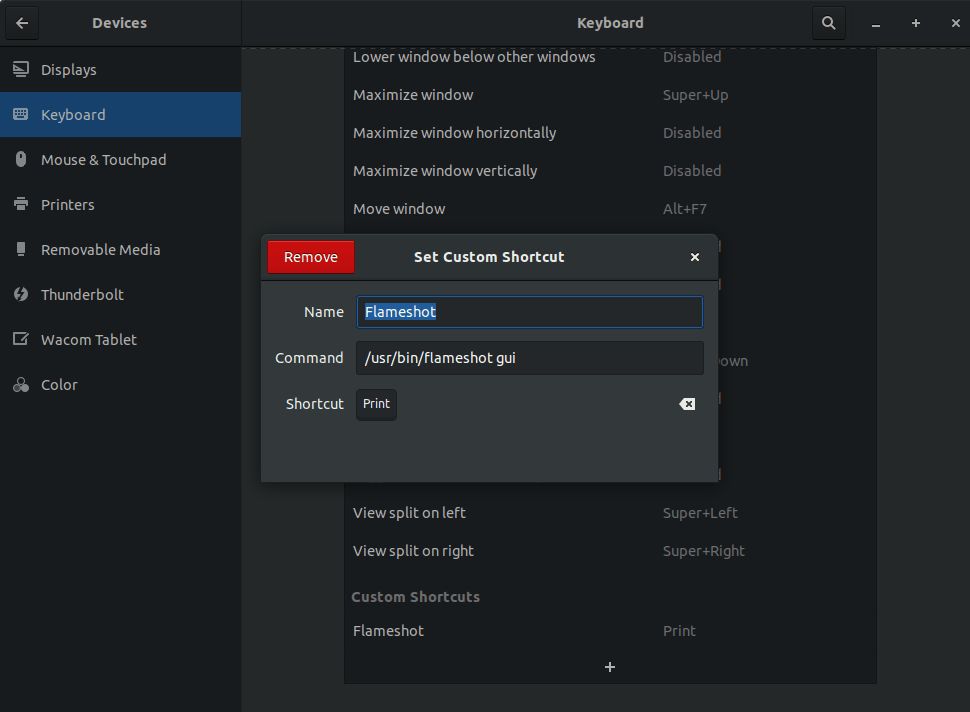 Devices
Keyboard
Displays
Keyboard
Mouse & Touchpad
Printers
Removable Media
Thunderbolt
Wacom Tablet
Color
Lower window below other windows Disabled
Maximize window Super+Up
Maximize window horizontally Disabled
Maximize window vertically Disabled
Move window Alt+F7
Remove Set Custom Shortcut
Name Flameshot
Command /usr/bin/flameshot gui
Shortcut Print
View split on left Super+Left
View split on right Super+Right
Custom Shortcuts
Flameshot Print